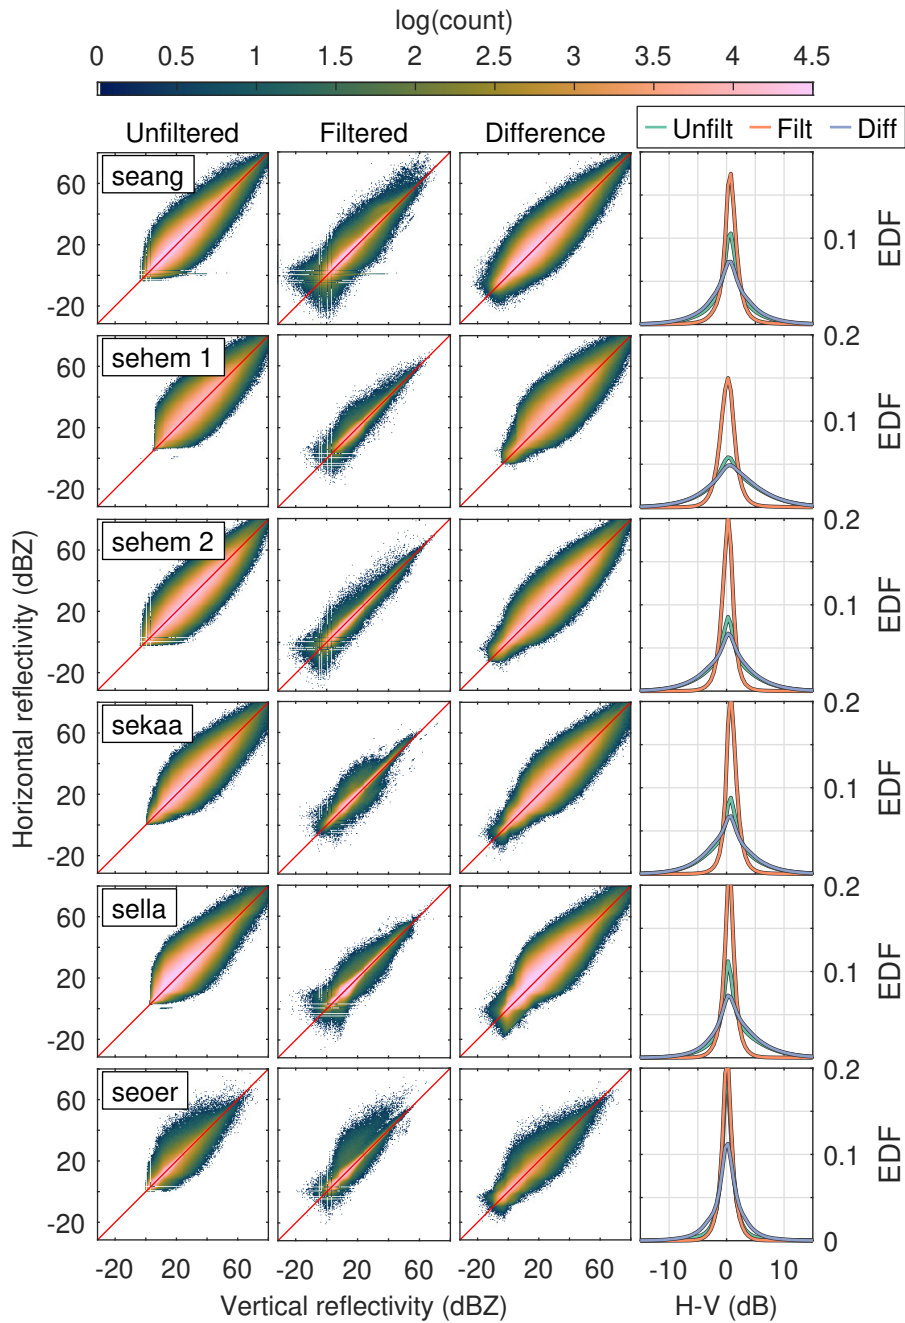 log(count)
0 0.5 1 1.5 2 2.5 3 3.5 4 4.5
Unfiltered Filtered Difference Unfilt Filt Diff
seang
60
20
-20
0.1
EDF
sehem 1
60
20
-20
0.2
0.1
EDF
sehem 2
60
20
-20
0.2
0.1
EDF
Horizontal reflectivity (dBZ)
sekaa
60
20
-20
0.2
0.1
EDF
sella
60
20
-20
0.2
0.1
EDF
seoer
60
20
-20
0.2
0.1
0
EDF
-20 20 60 -20 20 60 -20 20 60 -10 0 10
Vertical reflectivity (dBZ) H-V (dB)